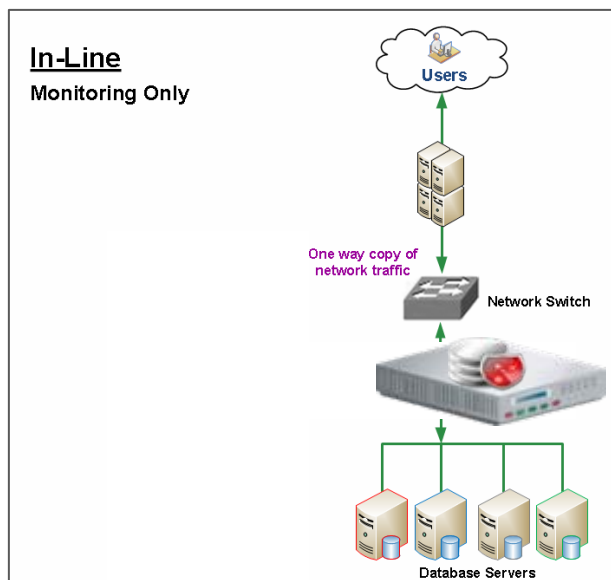 In-Line
Monitoring Only
Users
One way copy of
network traffic
Network Switch
Database Servers